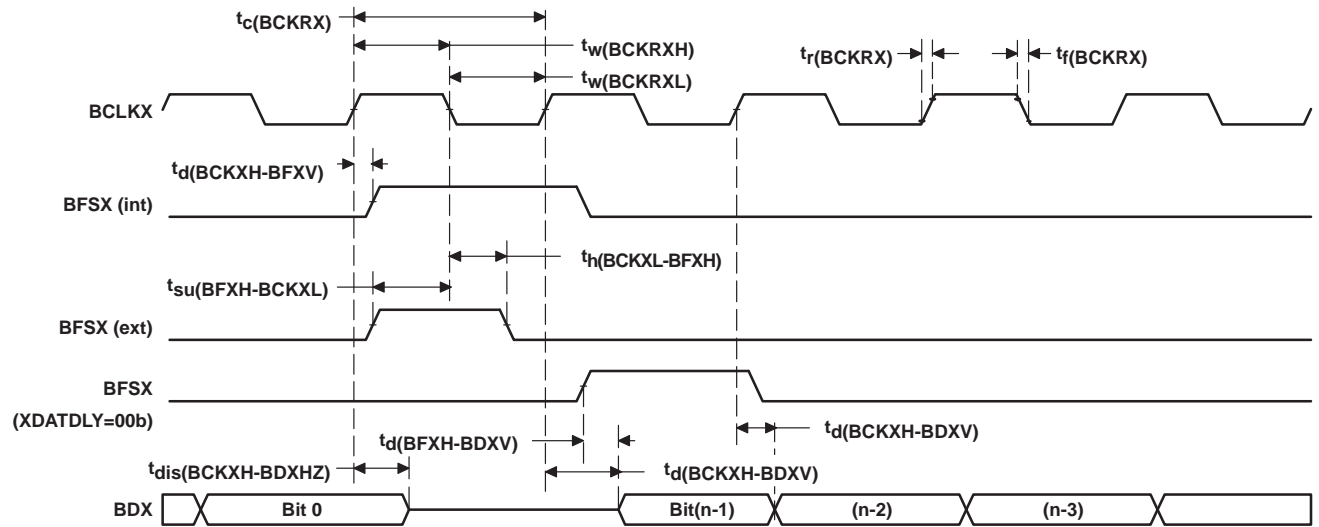 tc(BCKRX)
tw(BCKRXH)
tr(BCKRX) tf(BCKRX)
tw(BCKRXL)
BCLKX
td(BCKXH-BFXV)
BFSX (int)
th(BCKXL-BFXH)
tsu(BFXH-BCKXL)
BFSX (ext)
BFSX
(XDATDLY=00b)
td(BFXH-BDXV) td(BCKXH-BDXV)
tdis(BCKXH-BDXHZ) td(BCKXH-BDXV)
BDX Bit 0 Bit(n-1) (n-2) (n-3)